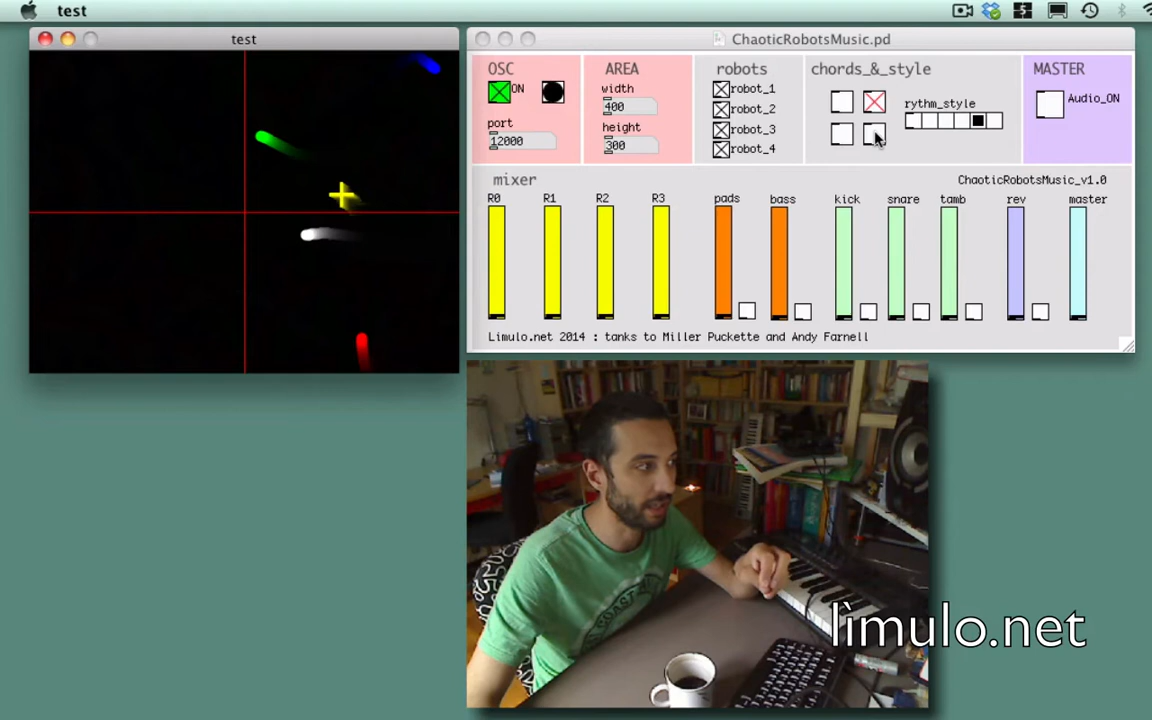 test
test
ChaoticRobotsMusic.pd
OSC
ON
port
12000
AREA
width
400
height
300
robots
robot_1
robot_2
robot_3
robot_4
chords_&_style
rythm_style
MASTER
Audio_ON
mixer
ChaoticRobotsMusic_v1.0
R0 R1 R2 R3 pads bass kick snare tamb rev master
Limulo.net 2014 : tanks to Miller Puckette and Andy Farnell
lìmulo.net